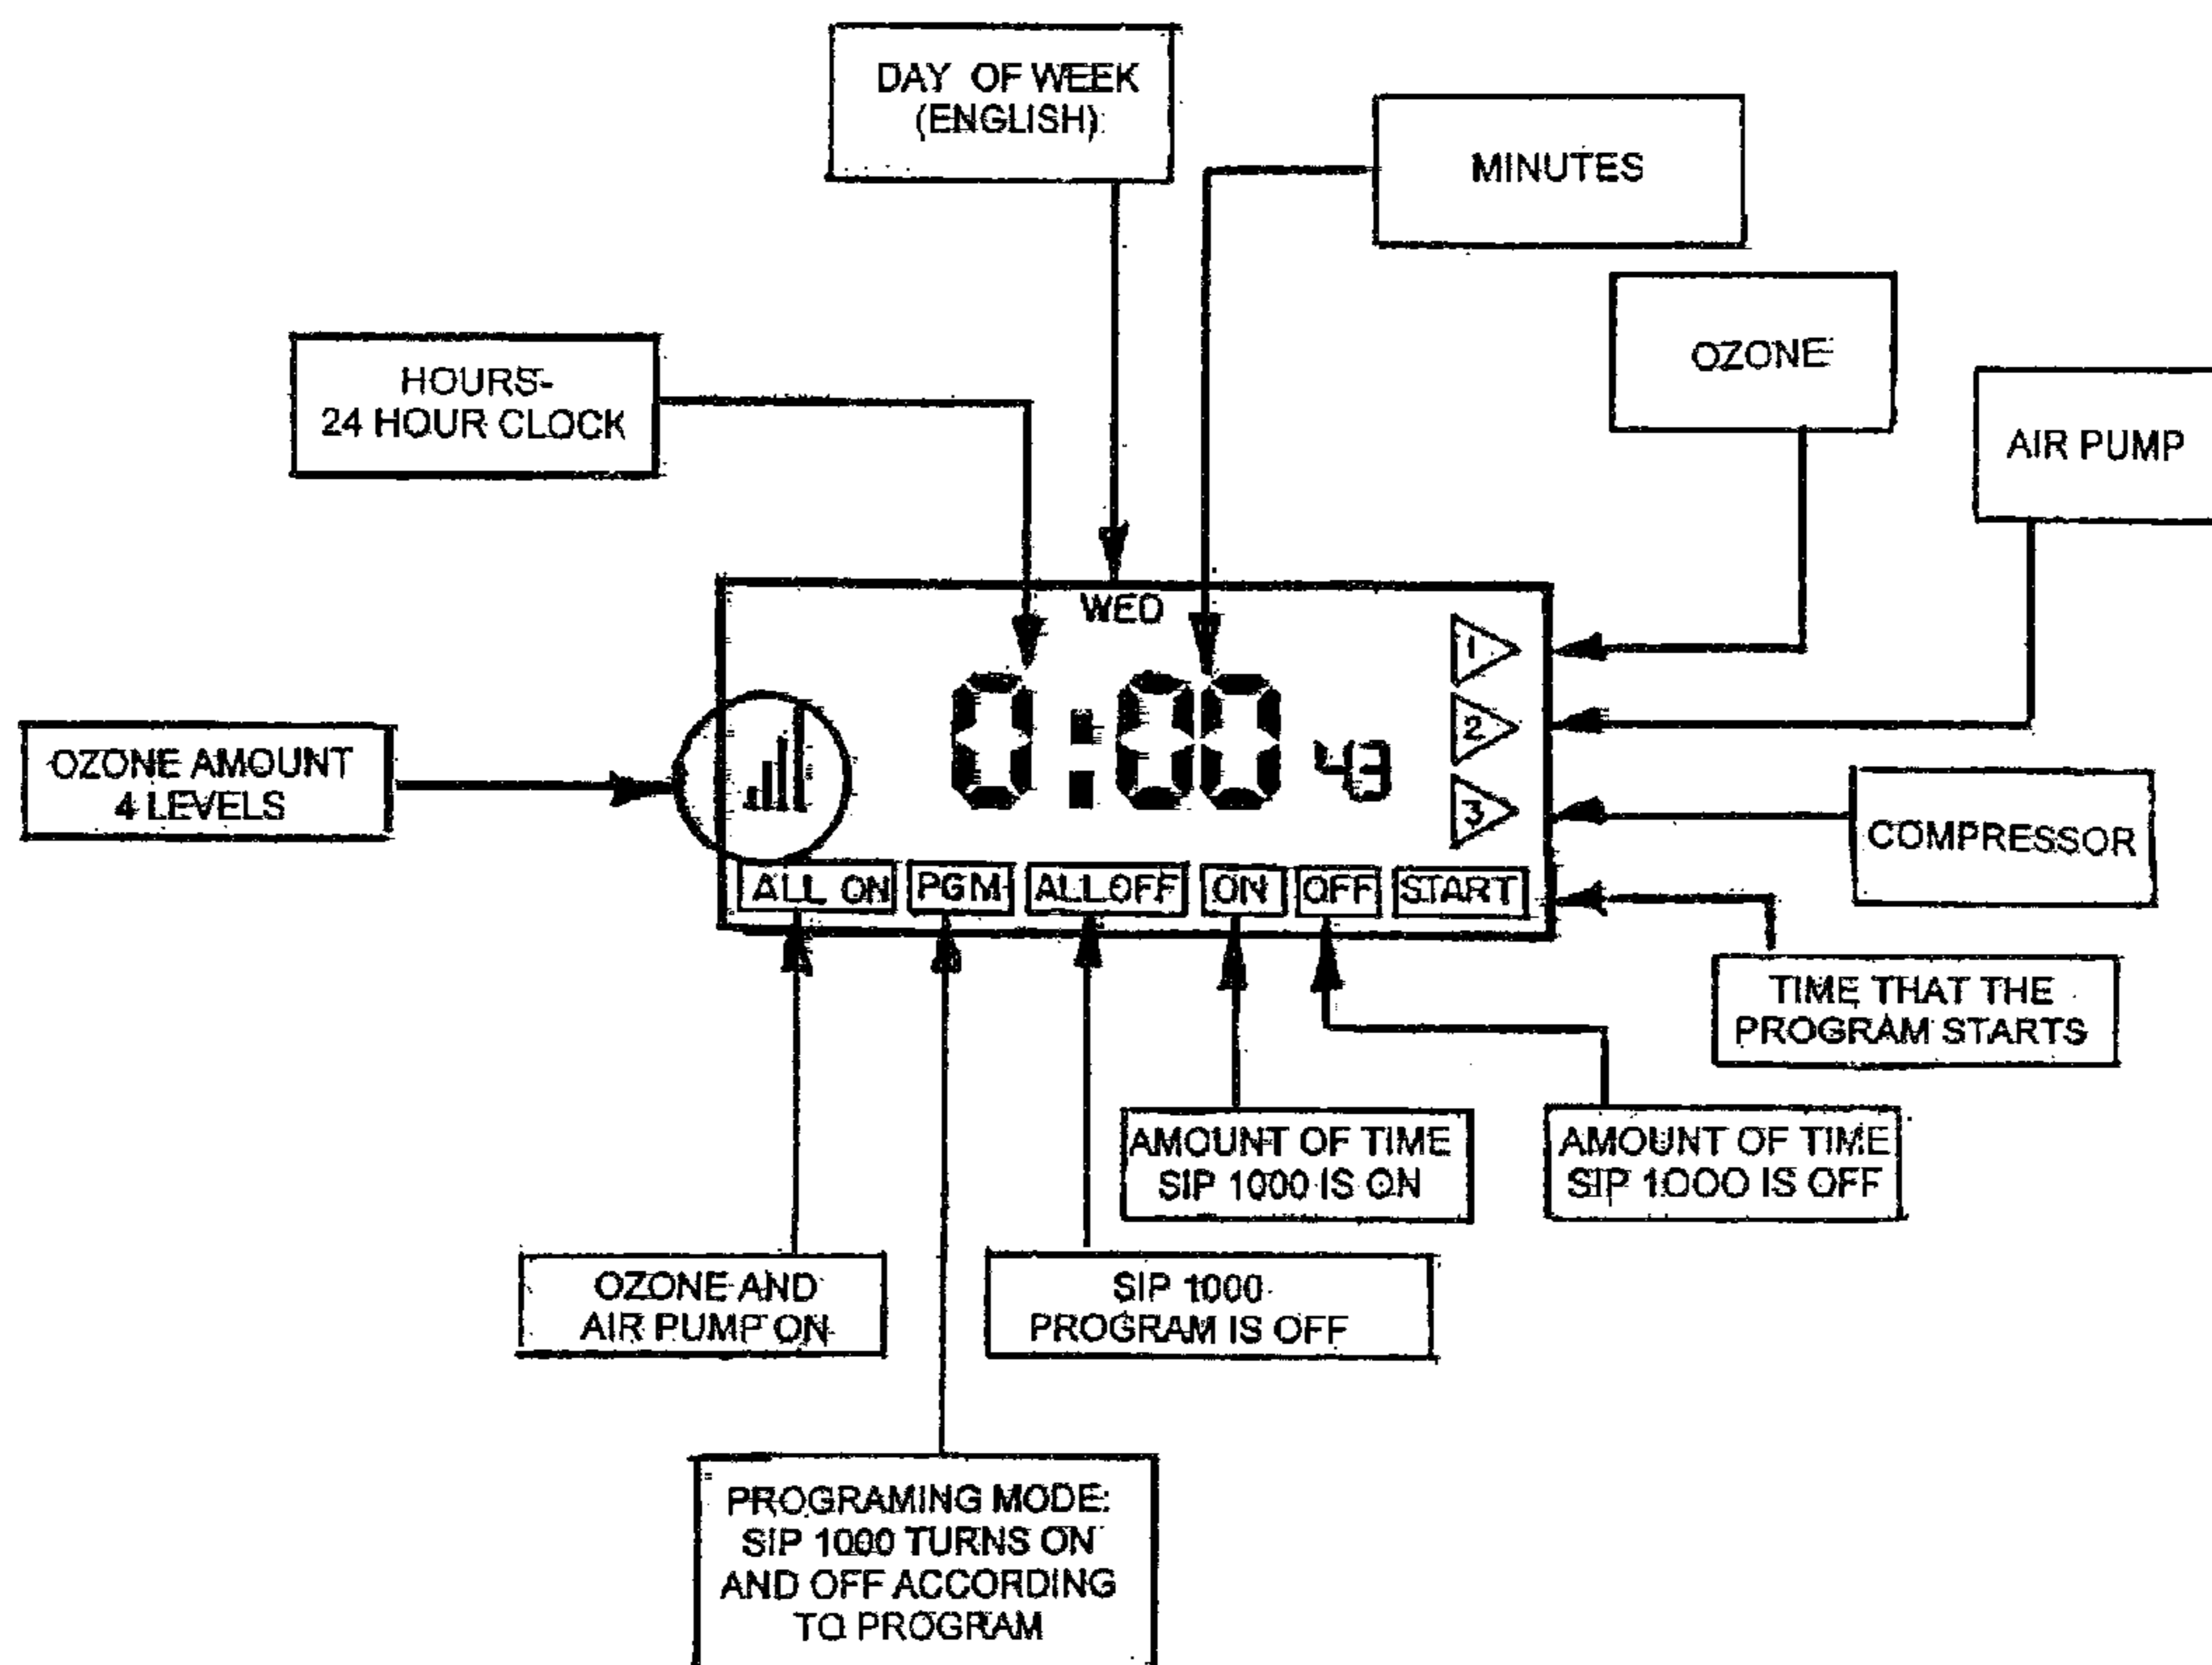 DAY OF WEEK
(ENGLISH)
MINUTES
OZONE
HOURS-
24 HOUR CLOCK
AIR PUMP
WED
0:00 43
1
2
3
OZONE AMOUNT
4 LEVELS
COMPRESSOR
ALL ON PGM ALL OFF ON OFF START
TIME THAT THE
PROGRAM STARTS
AMOUNT OF TIME
SIP 1000 IS ON
AMOUNT OF TIME
SIP 1000 IS OFF
OZONE AND
AIR PUMP ON
SIP 1000
PROGRAM IS OFF
PROGRAMING MODE:
SIP 1000 TURNS ON
AND OFF ACCORDING
TO PROGRAM